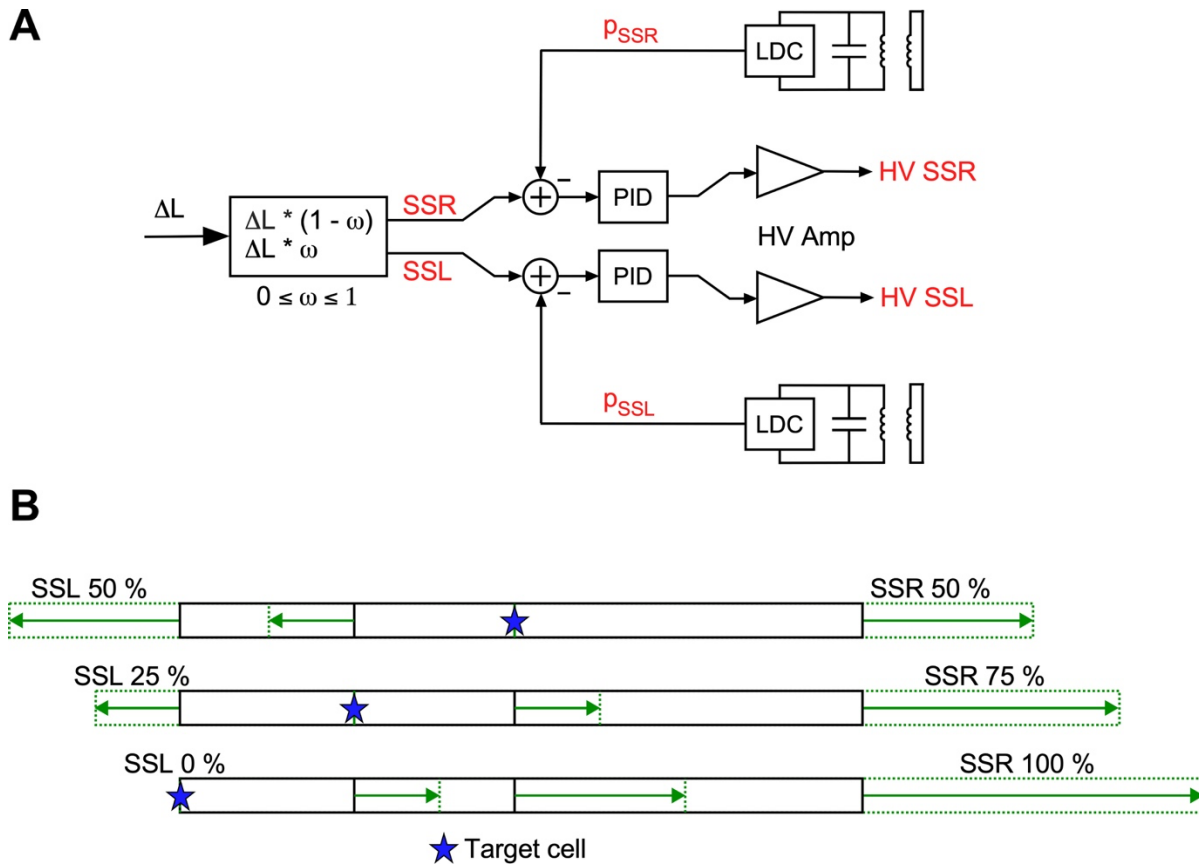 A
pSSR
LDC
ΔL
ΔL * (1 - ω)
ΔL * ω
0 ≤ ω ≤ 1
SSR
SSL
+
−
PID
HV SSR
HV Amp
+
−
PID
HV SSL
pSSL
LDC
B
SSL 50 %
SSR 50 %
SSL 25 %
SSR 75 %
SSL 0 %
SSR 100 %
Target cell